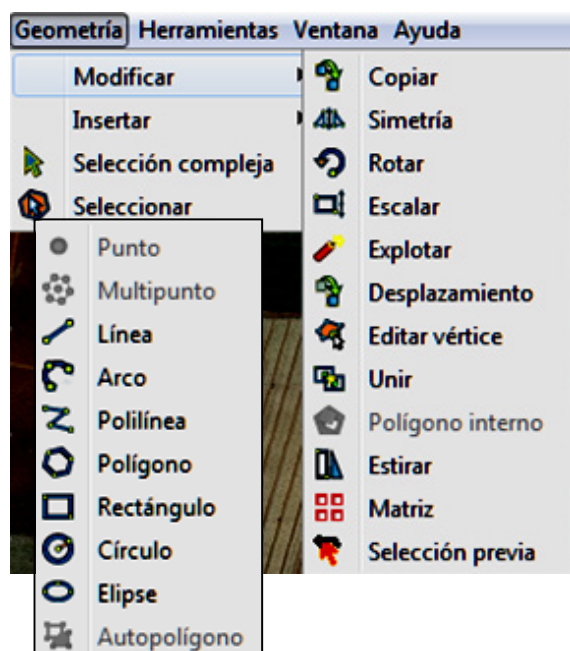 Geometría Herramientas Ventana Ayuda
Modificar
Insertar
Selección compleja
Seleccionar
Punto
Multipunto
Línea
Arco
Polilínea
Polígono
Rectángulo
Círculo
Elipse
Autopolígono
Copiar
Simetría
Rotar
Escalar
Explotar
Desplazamiento
Editar vértice
Unir
Polígono interno
Estirar
Matriz
Selección previa